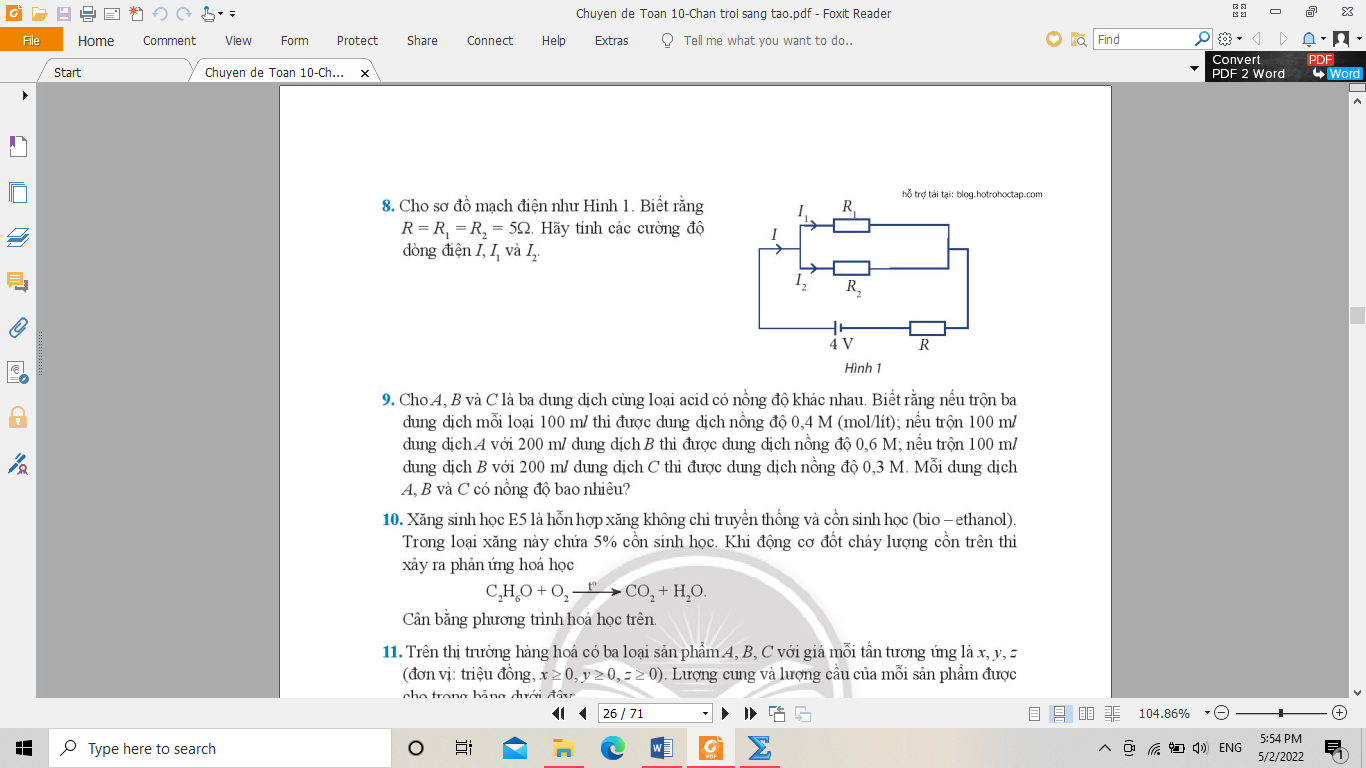 Chuyen de Toan 10-Chan troi sang tao.pdf - Foxit Reader
File Home Comment View Form Protect Share Connect Help Extras Tell me what you want to do.. Find
Start Chuyen de Toan 10-Ch... × Convert PDF
PDF 2 Word Word
hỗ trợ tải tại: blog.hotrohoctap.com
8. Cho sơ đồ mạch điện như Hình 1. Biết rằng
R = R₁ = R₂ = 5Ω. Hãy tính các cường độ
dòng điện I, I₁ và I₂.
I₁ R₁
I
I₂ R₂
4 V R
Hình 1
9. Cho A, B và C là ba dung dịch cùng loại acid có nồng độ khác nhau. Biết rằng nếu trộn ba
dung dịch mỗi loại 100 ml thì được dung dịch nồng độ 0,4 M (mol/lít); nếu trộn 100 ml
dung dịch A với 200 ml dung dịch B thì được dung dịch nồng độ 0,6 M; nếu trộn 100 ml
dung dịch B với 200 ml dung dịch C thì được dung dịch nồng độ 0,3 M. Mỗi dung dịch
A, B và C có nồng độ bao nhiêu?
10. Xăng sinh học E5 là hỗn hợp xăng không chì truyền thống và cồn sinh học (bio – ethanol).
Trong loại xăng này chứa 5% cồn sinh học. Khi động cơ đốt cháy lượng cồn trên thì
xảy ra phản ứng hoá học
C₂H₆O + O₂ —t°→ CO₂ + H₂O.
Cân bằng phương trình hoá học trên.
11. Trên thị trường hàng hoá có ba loại sản phẩm A, B, C với giá mỗi tấn tương ứng là x, y, z
(đơn vị: triệu đồng, x ≥ 0, y ≥ 0, z ≥ 0). Lượng cung và lượng cầu của mỗi sản phẩm được
cho trong bảng dưới đây:
26 / 71 104.86%
Type here to search ENG 5:54 PM
5/2/2022 1